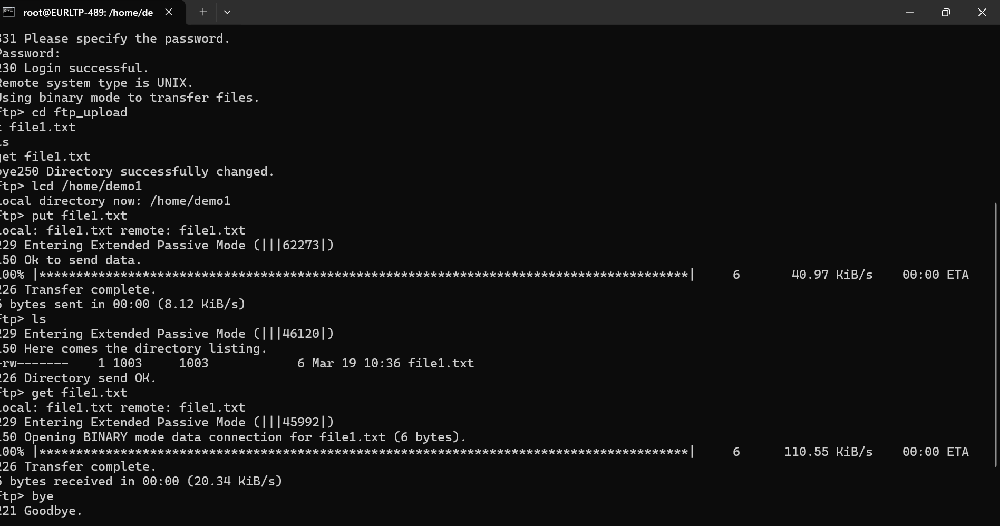 root@EURLTP-489: /home/de
331 Please specify the password.
Password:
230 Login successful.
Remote system type is UNIX.
Using binary mode to transfer files.
ftp> cd ftp_upload
t file1.txt
ls
get file1.txt
bye250 Directory successfully changed.
ftp> lcd /home/demo1
Local directory now: /home/demo1
ftp> put file1.txt
local: file1.txt remote: file1.txt
229 Entering Extended Passive Mode (|||62273|)
150 Ok to send data.
100% |****************************************************************************************| 6 40.97 KiB/s 00:00 ETA
226 Transfer complete.
6 bytes sent in 00:00 (8.12 KiB/s)
ftp> ls
229 Entering Extended Passive Mode (|||46120|)
150 Here comes the directory listing.
-rw------- 1 1003 1003 6 Mar 19 10:36 file1.txt
226 Directory send OK.
ftp> get file1.txt
local: file1.txt remote: file1.txt
229 Entering Extended Passive Mode (|||45992|)
150 Opening BINARY mode data connection for file1.txt (6 bytes).
100% |****************************************************************************************| 6 110.55 KiB/s 00:00 ETA
226 Transfer complete.
6 bytes received in 00:00 (20.34 KiB/s)
ftp> bye
221 Goodbye.